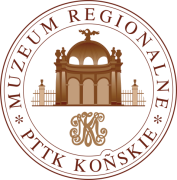 * MUZEUM REGIONALNE *
PTTK KOŃSKIE